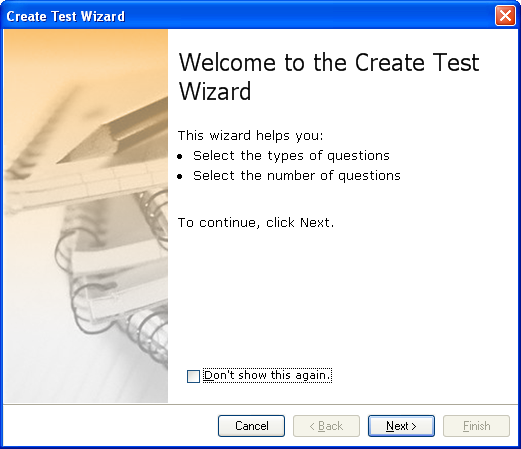 Create Test Wizard
Welcome to the Create Test
Wizard
This wizard helps you:
• Select the types of questions
• Select the number of questions
To continue, click Next.
Don't show this again.
Cancel
< Back
Next >
Finish